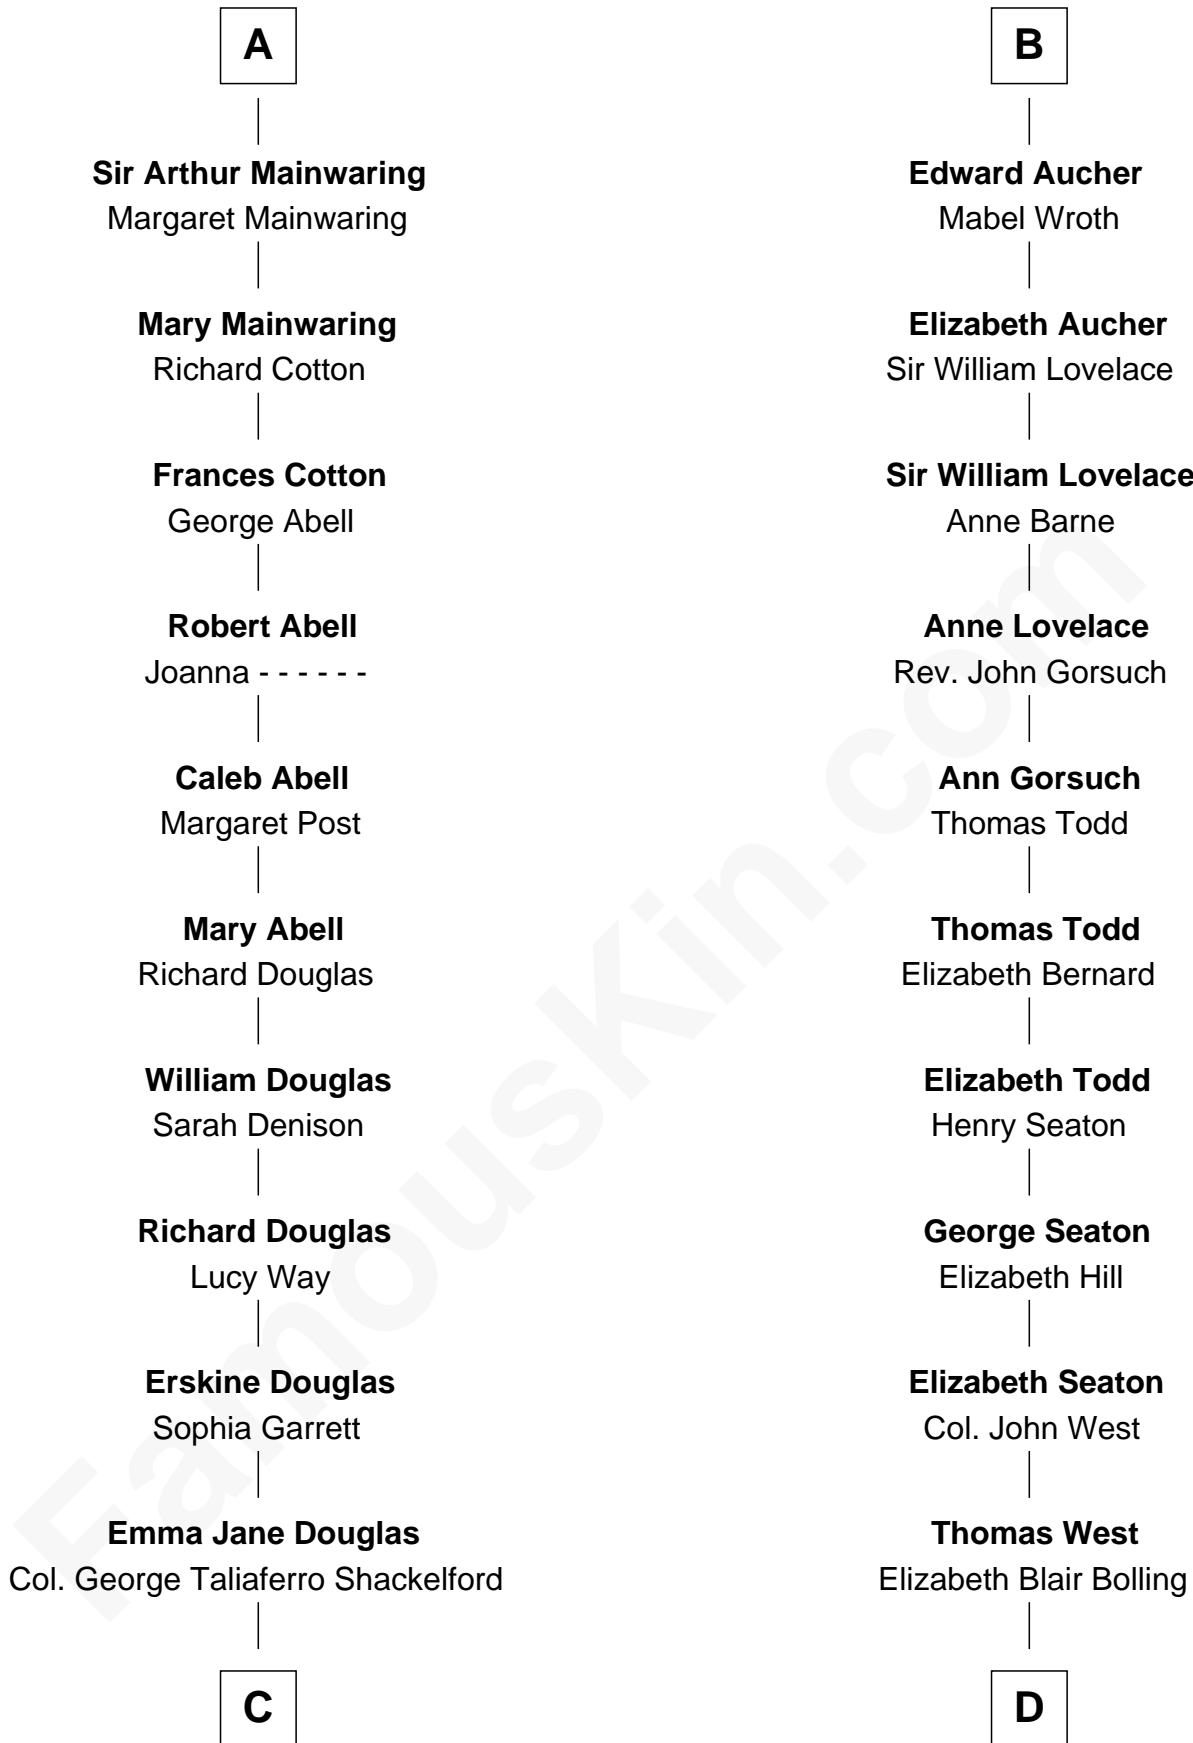 A
Sir Arthur Mainwaring
Margaret Mainwaring
Mary Mainwaring
Richard Cotton
Frances Cotton
George Abell
Robert Abell
Joanna - - - - - -
Caleb Abell
Margaret Post
Mary Abell
Richard Douglas
William Douglas
Sarah Denison
Richard Douglas
Lucy Way
Erskine Douglas
Sophia Garrett
Emma Jane Douglas
Col. George Taliaferro Shackelford
C
B
Edward Aucher
Mabel Wroth
Elizabeth Aucher
Sir William Lovelace
Sir William Lovelace
Anne Barne
Anne Lovelace
Rev. John Gorsuch
Ann Gorsuch
Thomas Todd
Thomas Todd
Elizabeth Bernard
Elizabeth Todd
Henry Seaton
George Seaton
Elizabeth Hill
Elizabeth Seaton
Col. John West
Thomas West
Elizabeth Blair Bolling
D
FamousKin.com